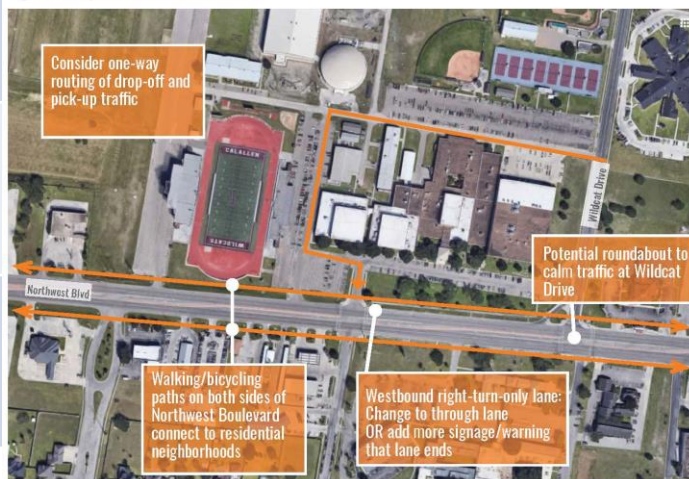 Consider one-way
routing of drop-off and
pick-up traffic
CALALLEN
WILDCATS
Wildcat Drive
Potential roundabout to
calm traffic at Wildcat
Drive
Northwest Blvd
Walking/bicycling
paths on both sides of
Northwest Boulevard
connect to residential
neighborhoods
Westbound right-turn-only lane:
Change to through lane
OR add more signage/warning
that lane ends